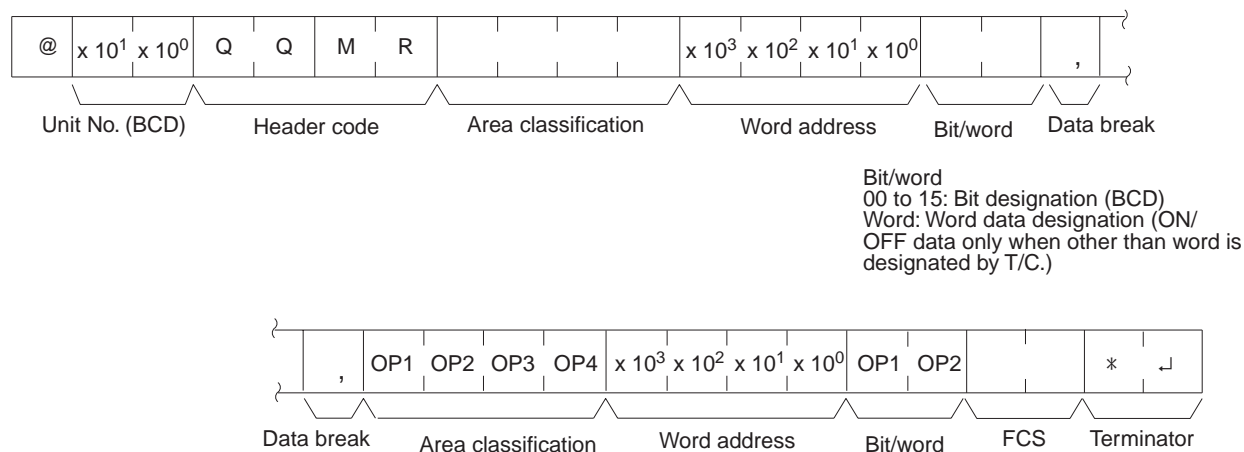 @ x 10¹ x 10⁰ Q Q M R x 10³ x 10² x 10¹ x 10⁰ ,
Unit No. (BCD) Header code Area classification Word address Bit/word Data break
Bit/word
00 to 15: Bit designation (BCD)
Word: Word data designation (ON/
OFF data only when other than word is
designated by T/C.)
, OP1 OP2 OP3 OP4 x 10³ x 10² x 10¹ x 10⁰ OP1 OP2 * ↵
Data break Area classification Word address Bit/word FCS Terminator